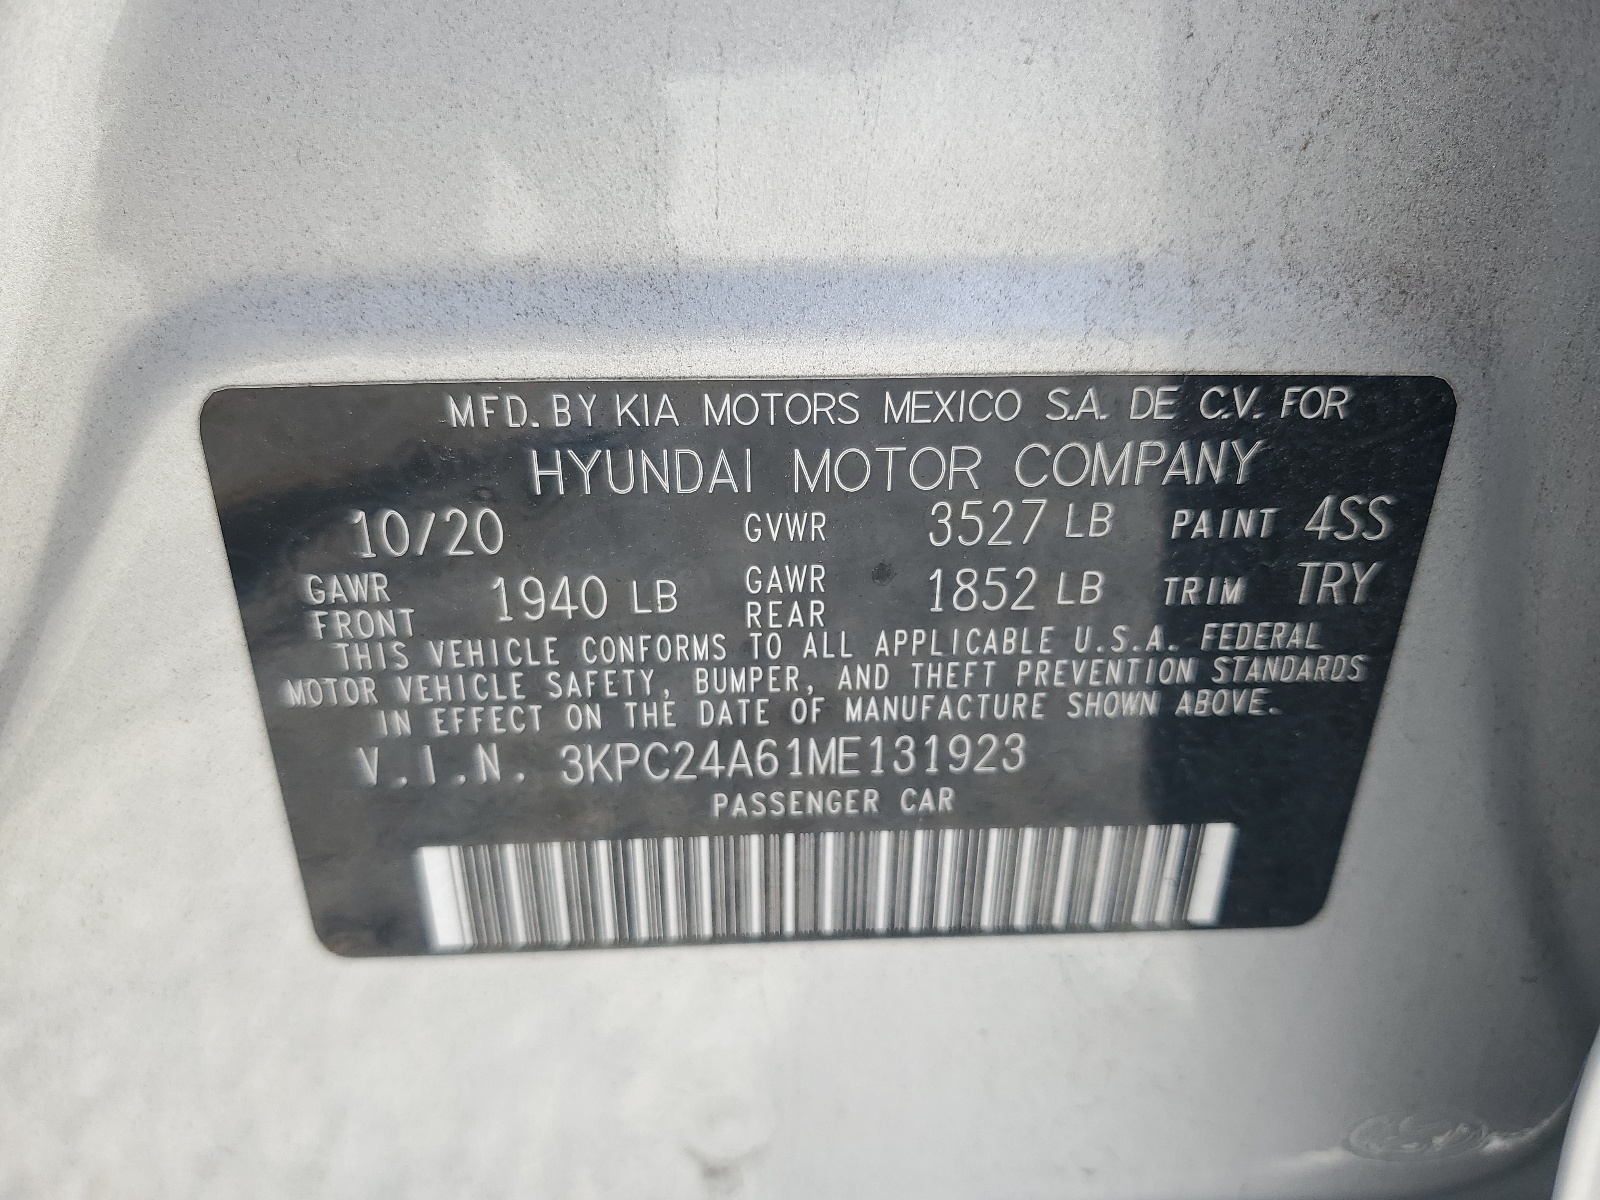 MFD. BY KIA MOTORS MEXICO S.A. DE C.V. FOR
HYUNDAI MOTOR COMPANY
10/20 GVWR 3527 LB PAINT 4SS
GAWR FRONT 1940 LB GAWR REAR 1852 LB TRIM TRY
THIS VEHICLE CONFORMS TO ALL APPLICABLE U.S.A. FEDERAL
MOTOR VEHICLE SAFETY, BUMPER, AND THEFT PREVENTION STANDARDS
IN EFFECT ON THE DATE OF MANUFACTURE SHOWN ABOVE.
V.I.N. 3KPC24A61ME131923
PASSENGER CAR